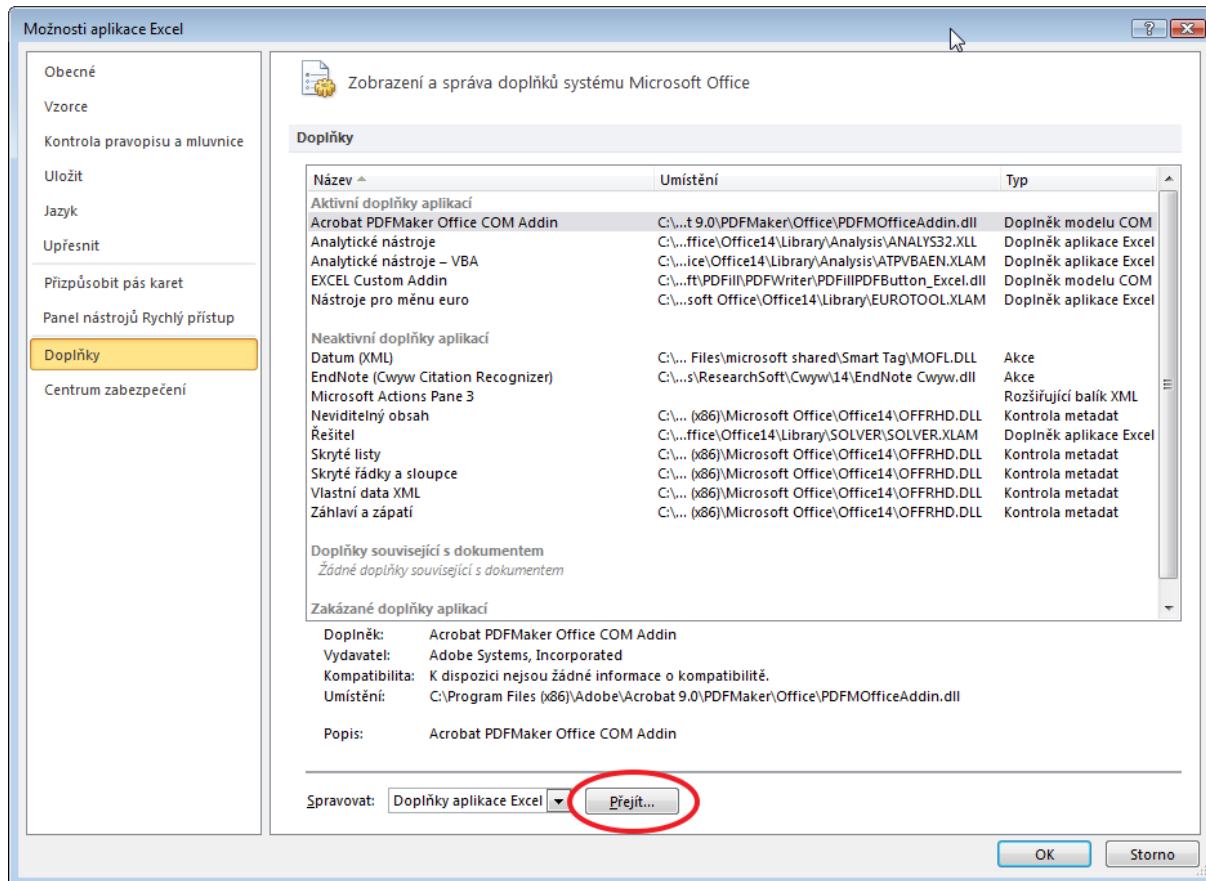 Možnosti aplikace Excel
Obecné
Vzorce
Kontrola pravopisu a mluvnice
Uložit
Jazyk
Upřesnit
Přizpůsobit pás karet
Panel nástrojů Rychlý přístup
Doplňky
Centrum zabezpečení
Zobrazení a správa doplňků systému Microsoft Office
Doplňky
Název Umístění Typ
Aktivní doplňky aplikací
Acrobat PDFMaker Office COM Addin C:\...t 9.0\PDFMaker\Office\PDFMOfficeAddin.dll Doplněk modelu COM
Analytické nástroje C:\...ffice\Office14\Library\Analysis\ANALYS32.XLL Doplněk aplikace Excel
Analytické nástroje – VBA C:\...ice\Office14\Library\Analysis\ATPVBAEN.XLAM Doplněk aplikace Excel
EXCEL Custom Addin C:\...ft\PDFill\PDFWriter\PDFillPDFButton_Excel.dll Doplněk modelu COM
Nástroje pro měnu euro C:\...soft Office\Office14\Library\EUROTOOL.XLAM Doplněk aplikace Excel
Neaktivní doplňky aplikací
Datum (XML) C:\... Files\microsoft shared\Smart Tag\MOFL.DLL Akce
EndNote (Cwyw Citation Recognizer) C:\...s\ResearchSoft\Cwyw\14\EndNote Cwyw.dll Akce
Microsoft Actions Pane 3 Rozšiřující balík XML
Neviditelný obsah C:\... (x86)\Microsoft Office\Office14\OFFRHD.DLL Kontrola metadat
Řešitel C:\...ffice\Office14\Library\SOLVER\SOLVER.XLAM Doplněk aplikace Excel
Skryté listy C:\... (x86)\Microsoft Office\Office14\OFFRHD.DLL Kontrola metadat
Skryté řádky a sloupce C:\... (x86)\Microsoft Office\Office14\OFFRHD.DLL Kontrola metadat
Vlastní data XML C:\... (x86)\Microsoft Office\Office14\OFFRHD.DLL Kontrola metadat
Záhlaví a zápatí C:\... (x86)\Microsoft Office\Office14\OFFRHD.DLL Kontrola metadat
Doplňky související s dokumentem
Žádné doplňky související s dokumentem
Zakázané doplňky aplikací
Doplněk: Acrobat PDFMaker Office COM Addin
Vydavatel: Adobe Systems, Incorporated
Kompatibilita: K dispozici nejsou žádné informace o kompatibilitě.
Umístění: C:\Program Files (x86)\Adobe\Acrobat 9.0\PDFMaker\Office\PDFMOfficeAddin.dll
Popis: Acrobat PDFMaker Office COM Addin
Spravovat: Doplňky aplikace Excel Přejít...
OK Storno